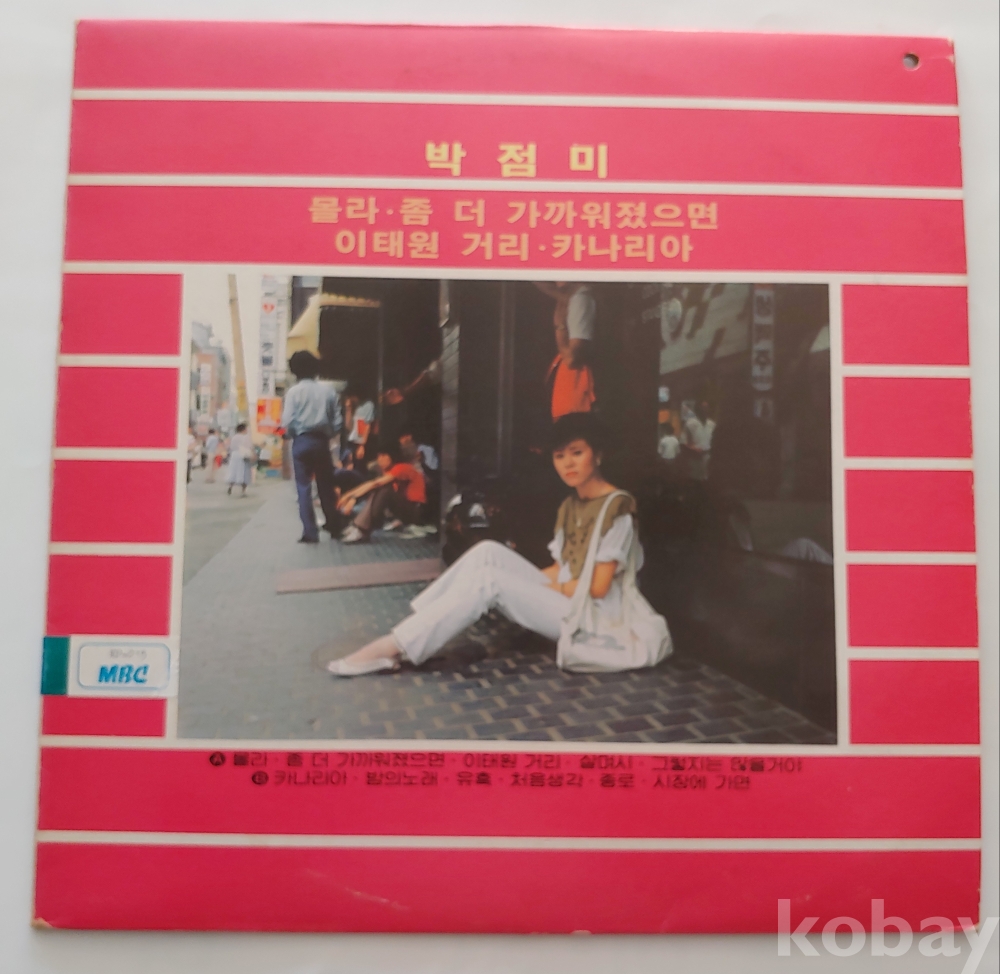 박 점 미
몰라·좀 더 가까워졌으면
이태원 거리·카나리아
MBC
Ⓐ 몰라·좀 더 가까워졌으면·이태원 거리·살며시·그렇지는 않을거야
Ⓑ 카나리아·밤의노래·유혹·처음생각·종로·시장에 가면
kobay